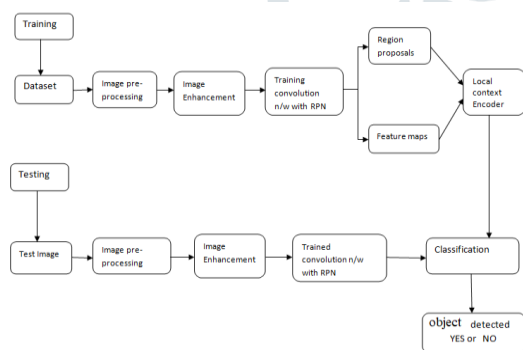 Training
Dataset
Image pre-
processing
Image
Enhancement
Training
convolution
n/w with RPN
Region
proposals
Feature maps
Local
context
Encoder
Testing
Test Image
Image pre-
processing
Image
Enhancement
Trained
convolution n/w
with RPN
Classification
object detected
YES or NO